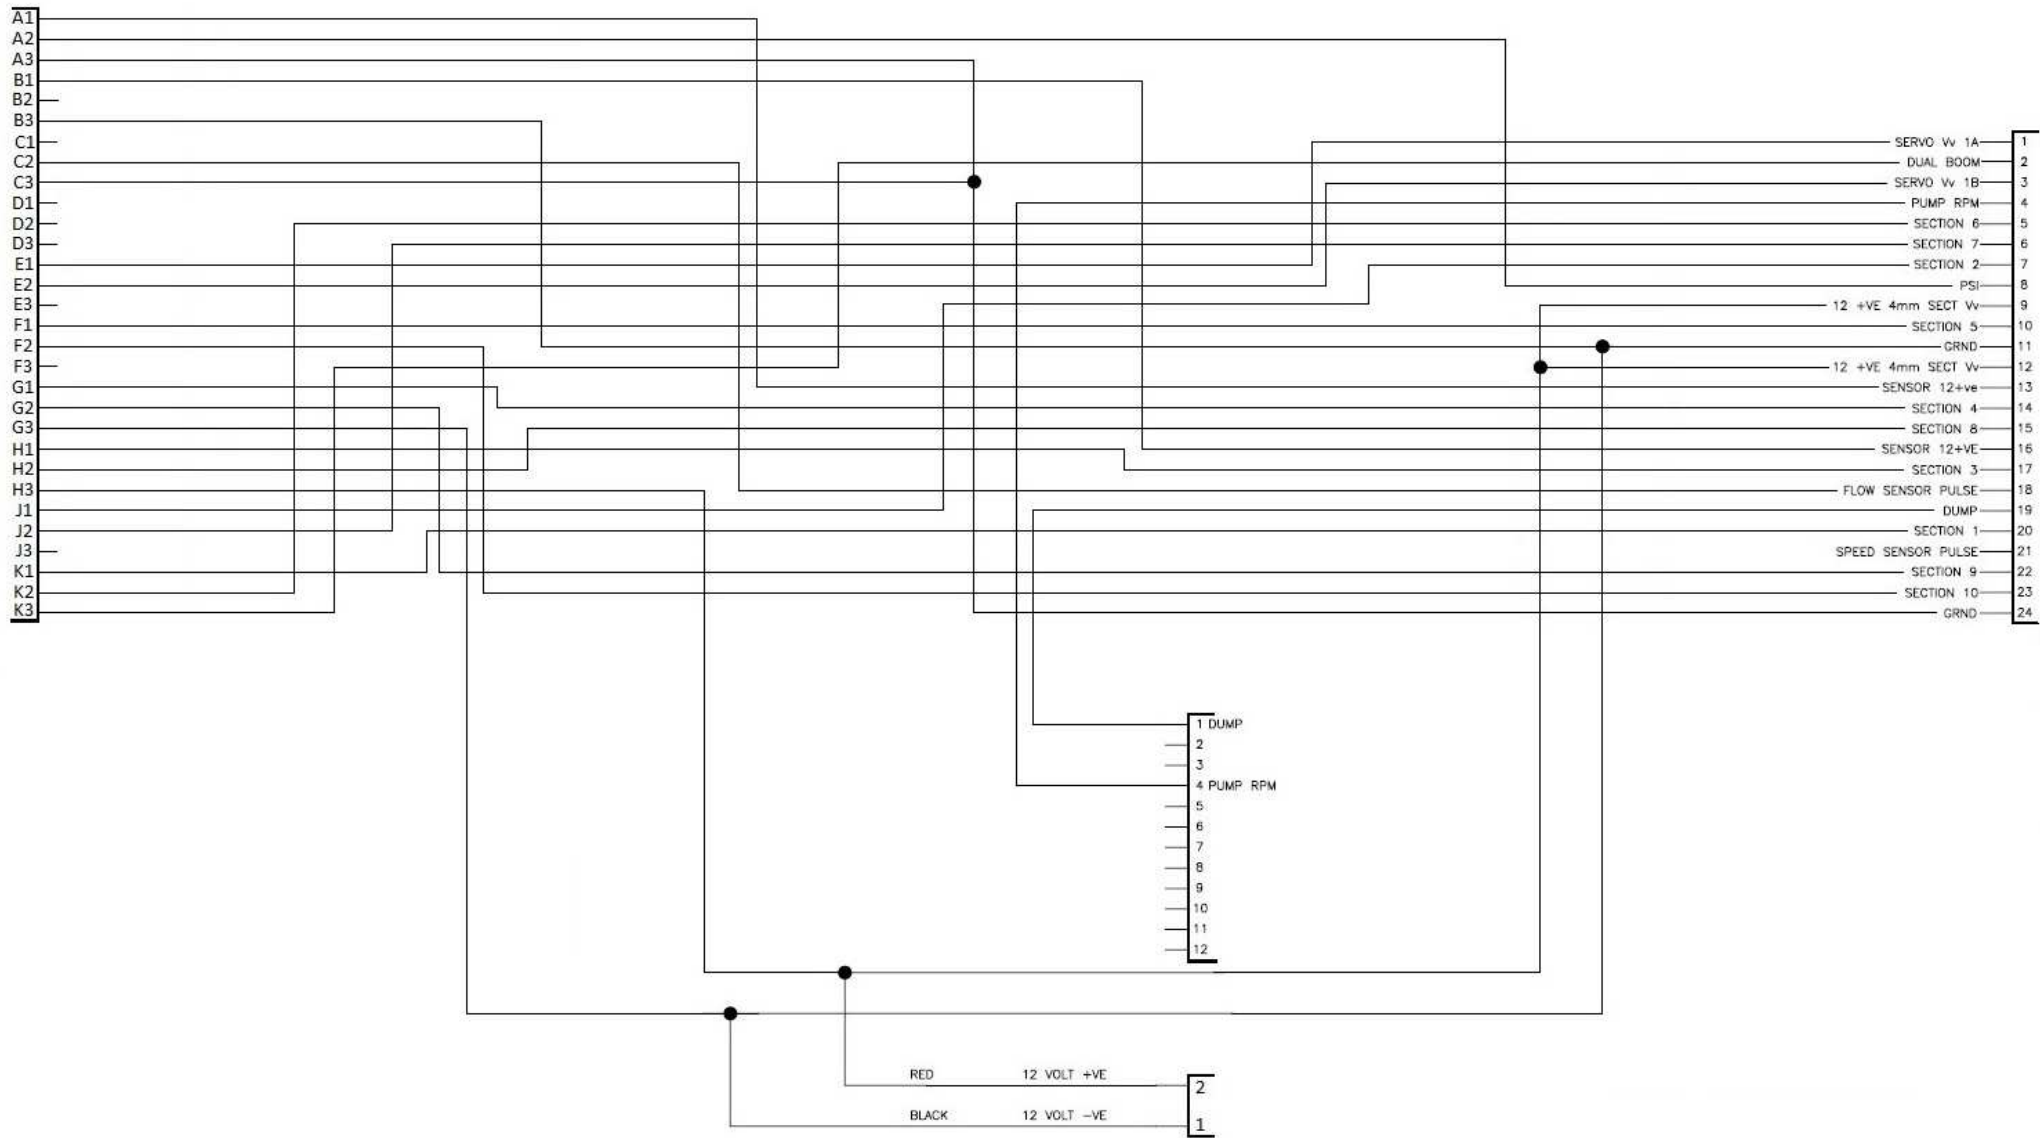 A1
A2
A3
B1
B2
B3
C1
C2
C3
D1
D2
D3
E1
E2
E3
F1
F2
F3
G1
G2
G3
H1
H2
H3
J1
J2
J3
K1
K2
K3
SERVO Vv 1A 1
DUAL BOOM 2
SERVO Vv 1B 3
PUMP RPM 4
SECTION 6 5
SECTION 7 6
SECTION 2 7
PSI 8
12 +VE 4mm SECT Vv 9
SECTION 5 10
GRND 11
12 +VE 4mm SECT Vv 12
SENSOR 12+ve 13
SECTION 4 14
SECTION 8 15
SENSOR 12+VE 16
SECTION 3 17
FLOW SENSOR PULSE 18
DUMP 19
SECTION 1 20
SPEED SENSOR PULSE 21
SECTION 9 22
SECTION 10 23
GRND 24
1 DUMP
2
3
4 PUMP RPM
5
6
7
8
9
10
11
12
RED 12 VOLT +VE 2
BLACK 12 VOLT -VE 1